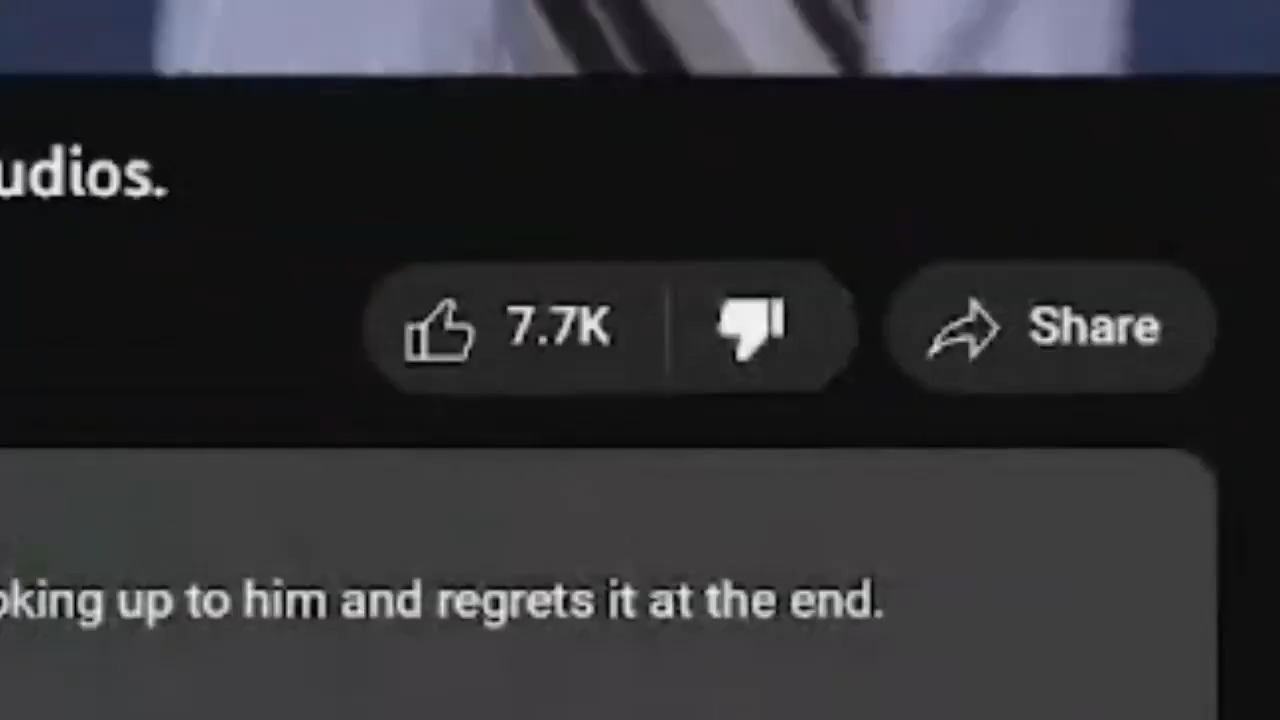 udios.
7.7K
Share
oking up to him and regrets it at the end.